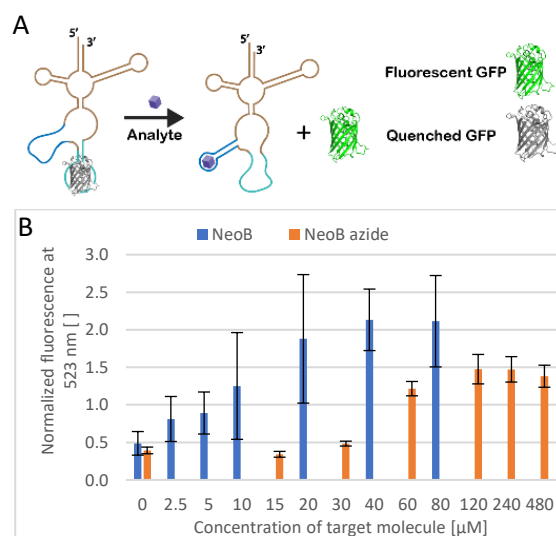 A
5′
3′
Analyte
5′
3′
+
Fluorescent GFP
Quenched GFP
B
NeoB
NeoB azide
Normalized fluorescence at
523 nm [ ]
3.0
2.5
2.0
1.5
1.0
0.5
0.0
0 2.5 5 10 15 20 30 40 60 80 120 240 480
Concentration of target molecule [µM]